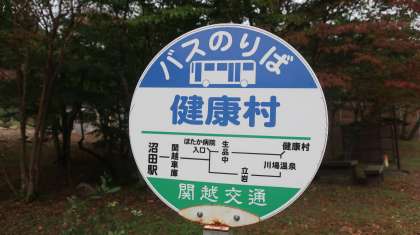 バスのりば
健康村
沼田駅
関越車庫
ほたか病院
入口
生品中
立岩
健康村
川場温泉
関越交通